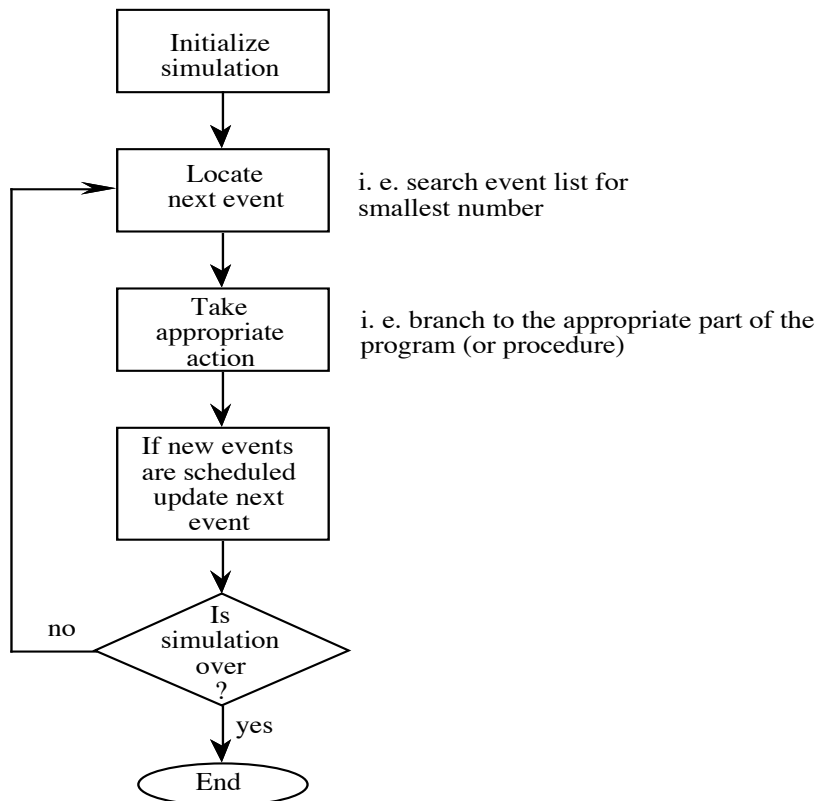 Initialize
simulation
Locate
next event
i. e. search event list for
smallest number
Take
appropriate
action
i. e. branch to the appropriate part of the
program (or procedure)
If new events
are scheduled
update next
event
Is
simulation
over
?
no
yes
End